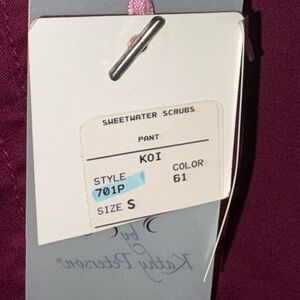 SWEETWATER SCRUBS
PANT
KOI
STYLE COLOR
701P 61
SIZE S
by
Kathy Peterson®